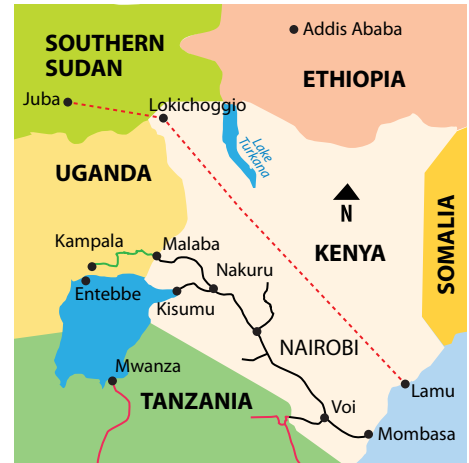 Addis Ababa
SOUTHERN
SUDAN
ETHIOPIA
Juba
Lokichoggio
Lake
Turkana
UGANDA
SOMALIA
N
KENYA
Kampala
Malaba
Nakuru
Entebbe
Kisumu
NAIROBI
Mwanza
Lamu
TANZANIA
Voi
Mombasa